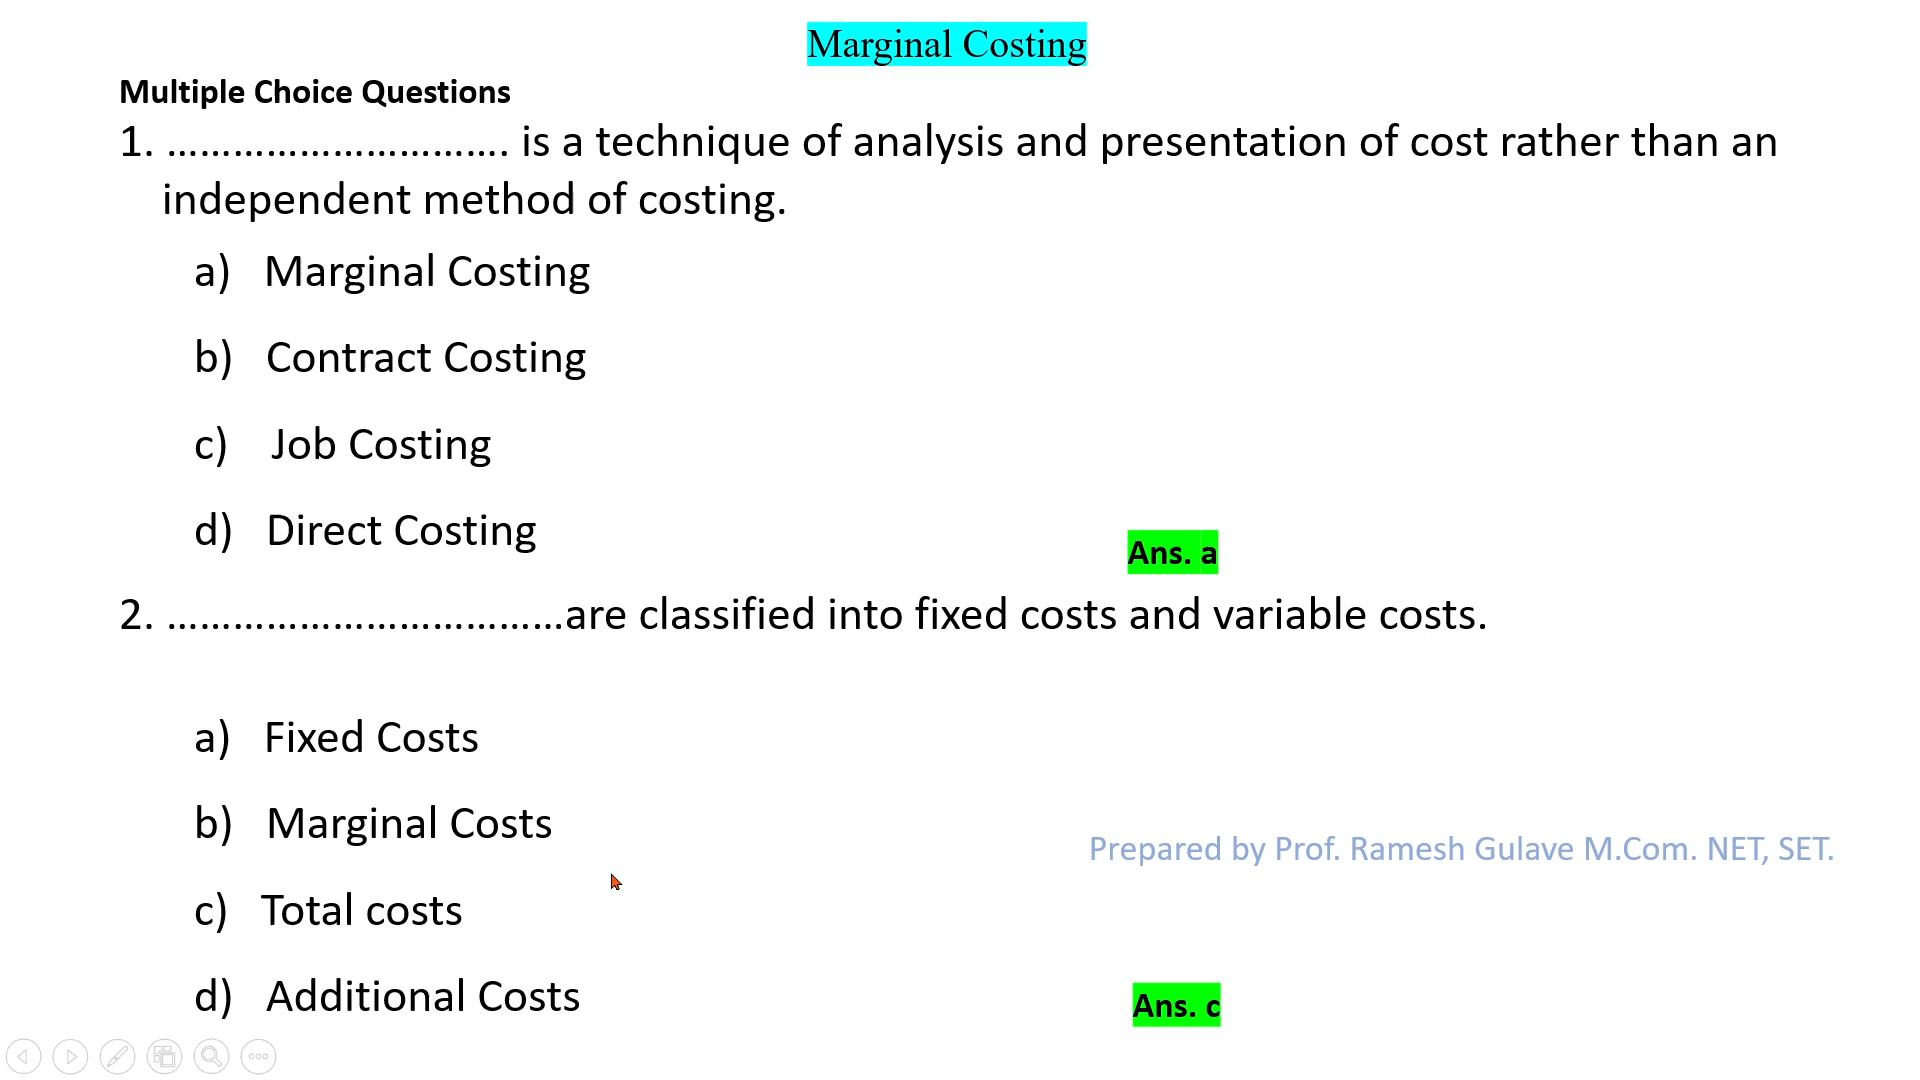 Marginal Costing
Multiple Choice Questions
1. …………………………. is a technique of analysis and presentation of cost rather than an
independent method of costing.
a) Marginal Costing
b) Contract Costing
c) Job Costing
d) Direct Costing
Ans. a
2. ………………………………are classified into fixed costs and variable costs.
a) Fixed Costs
b) Marginal Costs
Prepared by Prof. Ramesh Gulave M.Com. NET, SET.
c) Total costs
d) Additional Costs
Ans. c